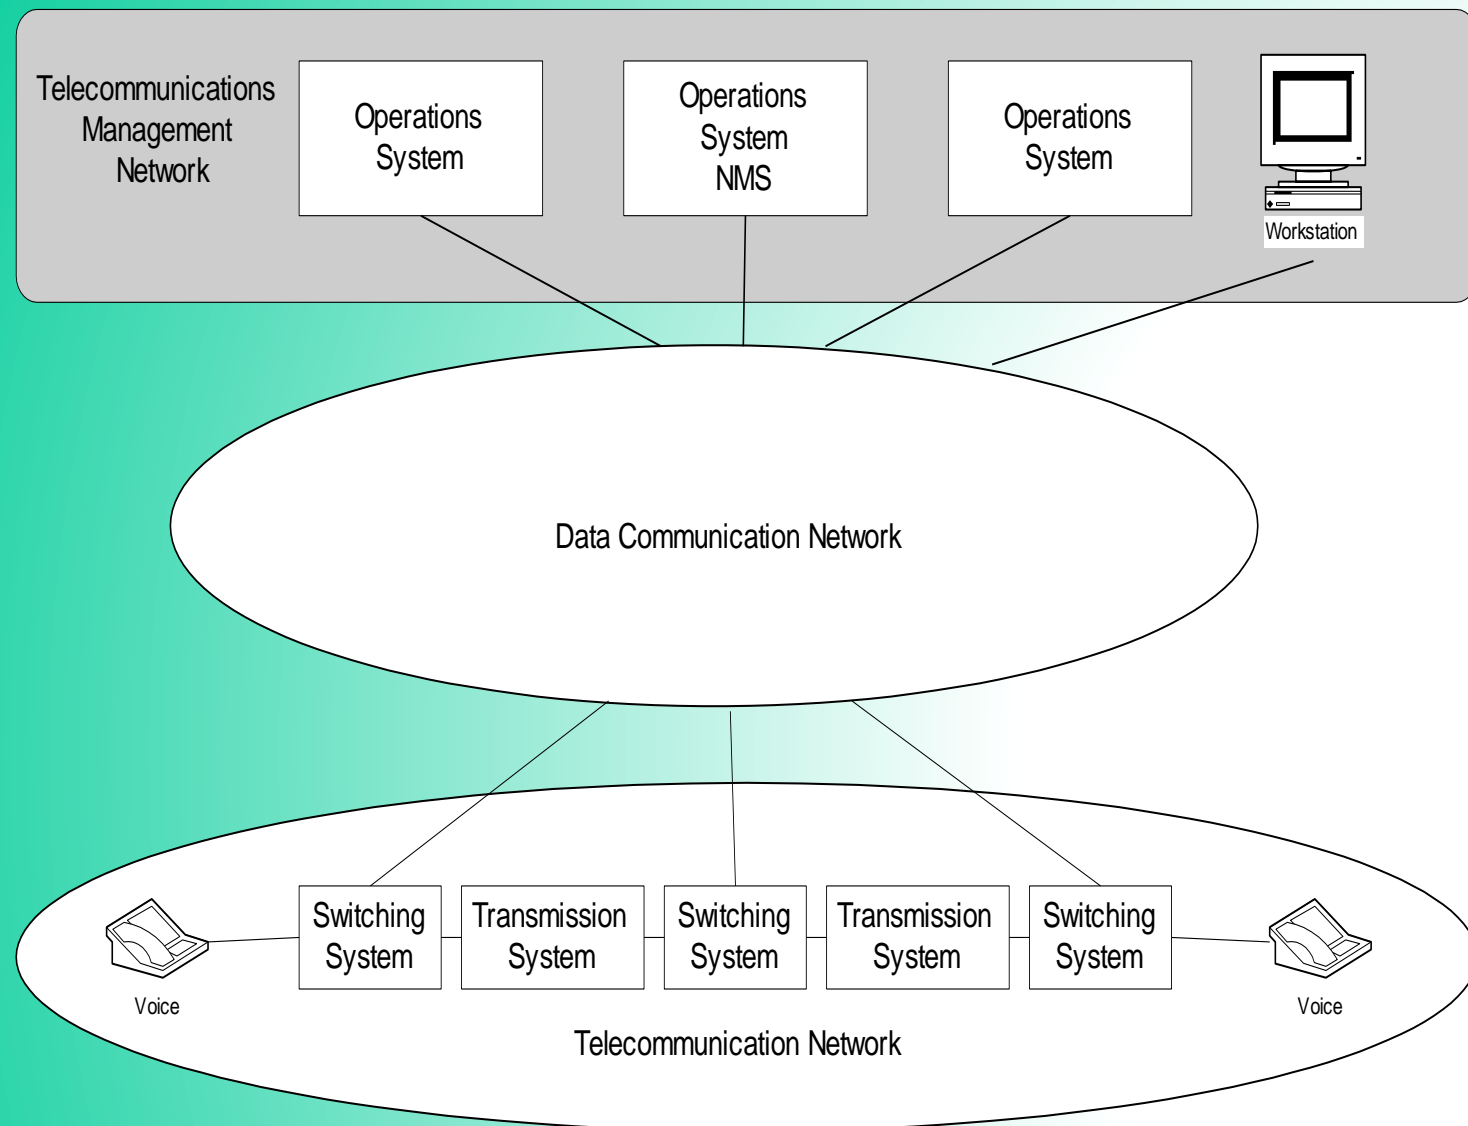 Telecommunications
Management
Network
Operations
System
Operations
System
NMS
Operations
System
Workstation
Data Communication Network
Switching
System
Transmission
System
Switching
System
Transmission
System
Switching
System
Voice
Voice
Telecommunication Network